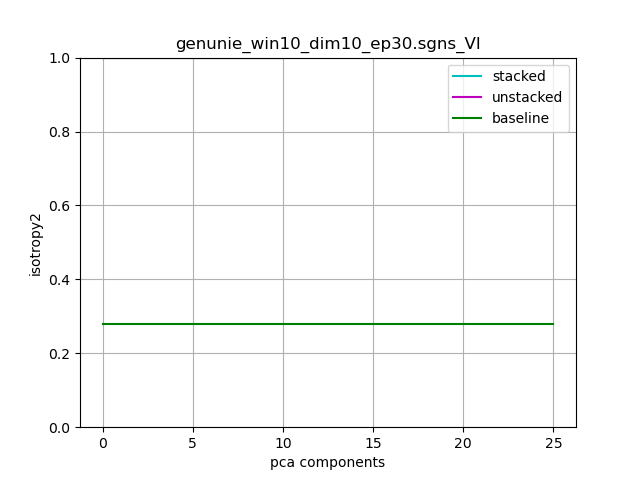 genunie_win10_dim10_ep30.sgns_VI
stacked
unstacked
baseline
1.0
0.8
0.6
0.4
0.2
0.0
isotropy2
0 5 10 15 20 25
pca components